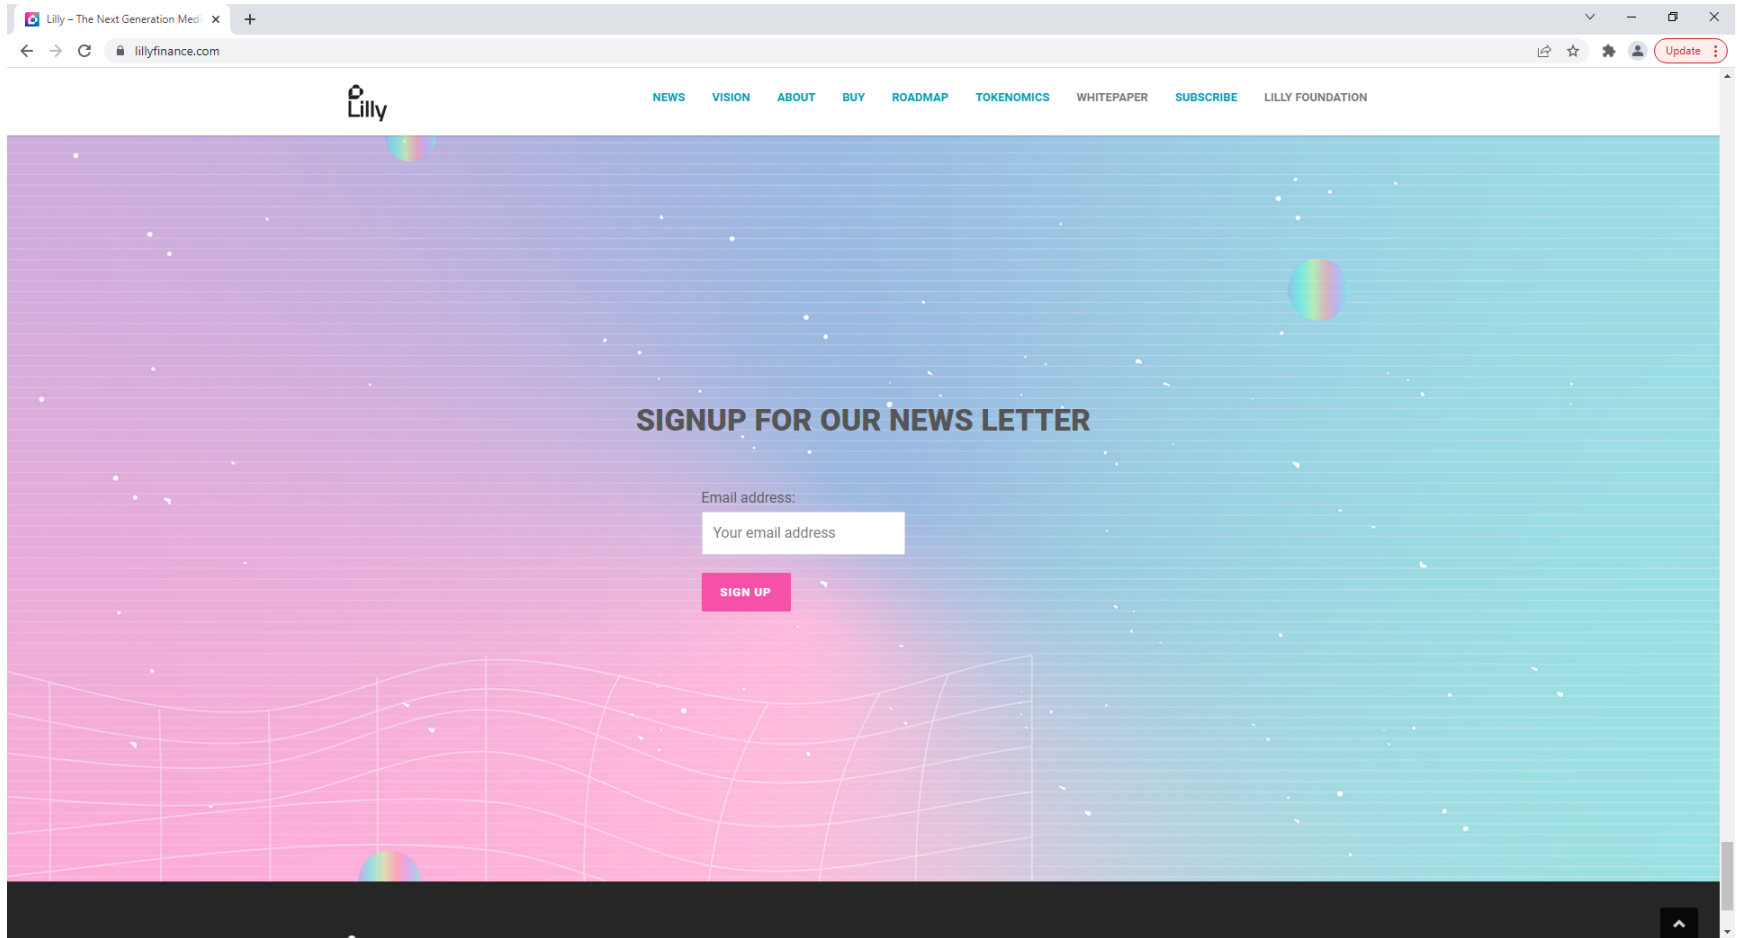 Lilly – The Next Generation Medi
lillyfinance.com
Update
Lilly
NEWS VISION ABOUT BUY ROADMAP TOKENOMICS WHITEPAPER SUBSCRIBE LILLY FOUNDATION
SIGNUP FOR OUR NEWS LETTER
Email address:
Your email address
SIGN UP